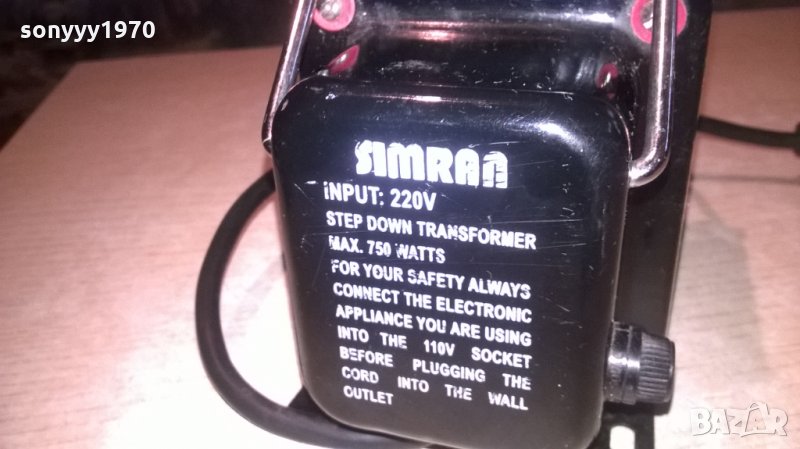 sonyyy1970
SIMRAN
INPUT: 220V
STEP DOWN TRANSFORMER
MAX. 750 WATTS
FOR YOUR SAFETY ALWAYS
CONNECT THE ELECTRONIC
APPLIANCE YOU ARE USING
INTO THE 110V SOCKET
BEFORE PLUGGING THE
CORD INTO THE WALL
OUTLET
BAZAR